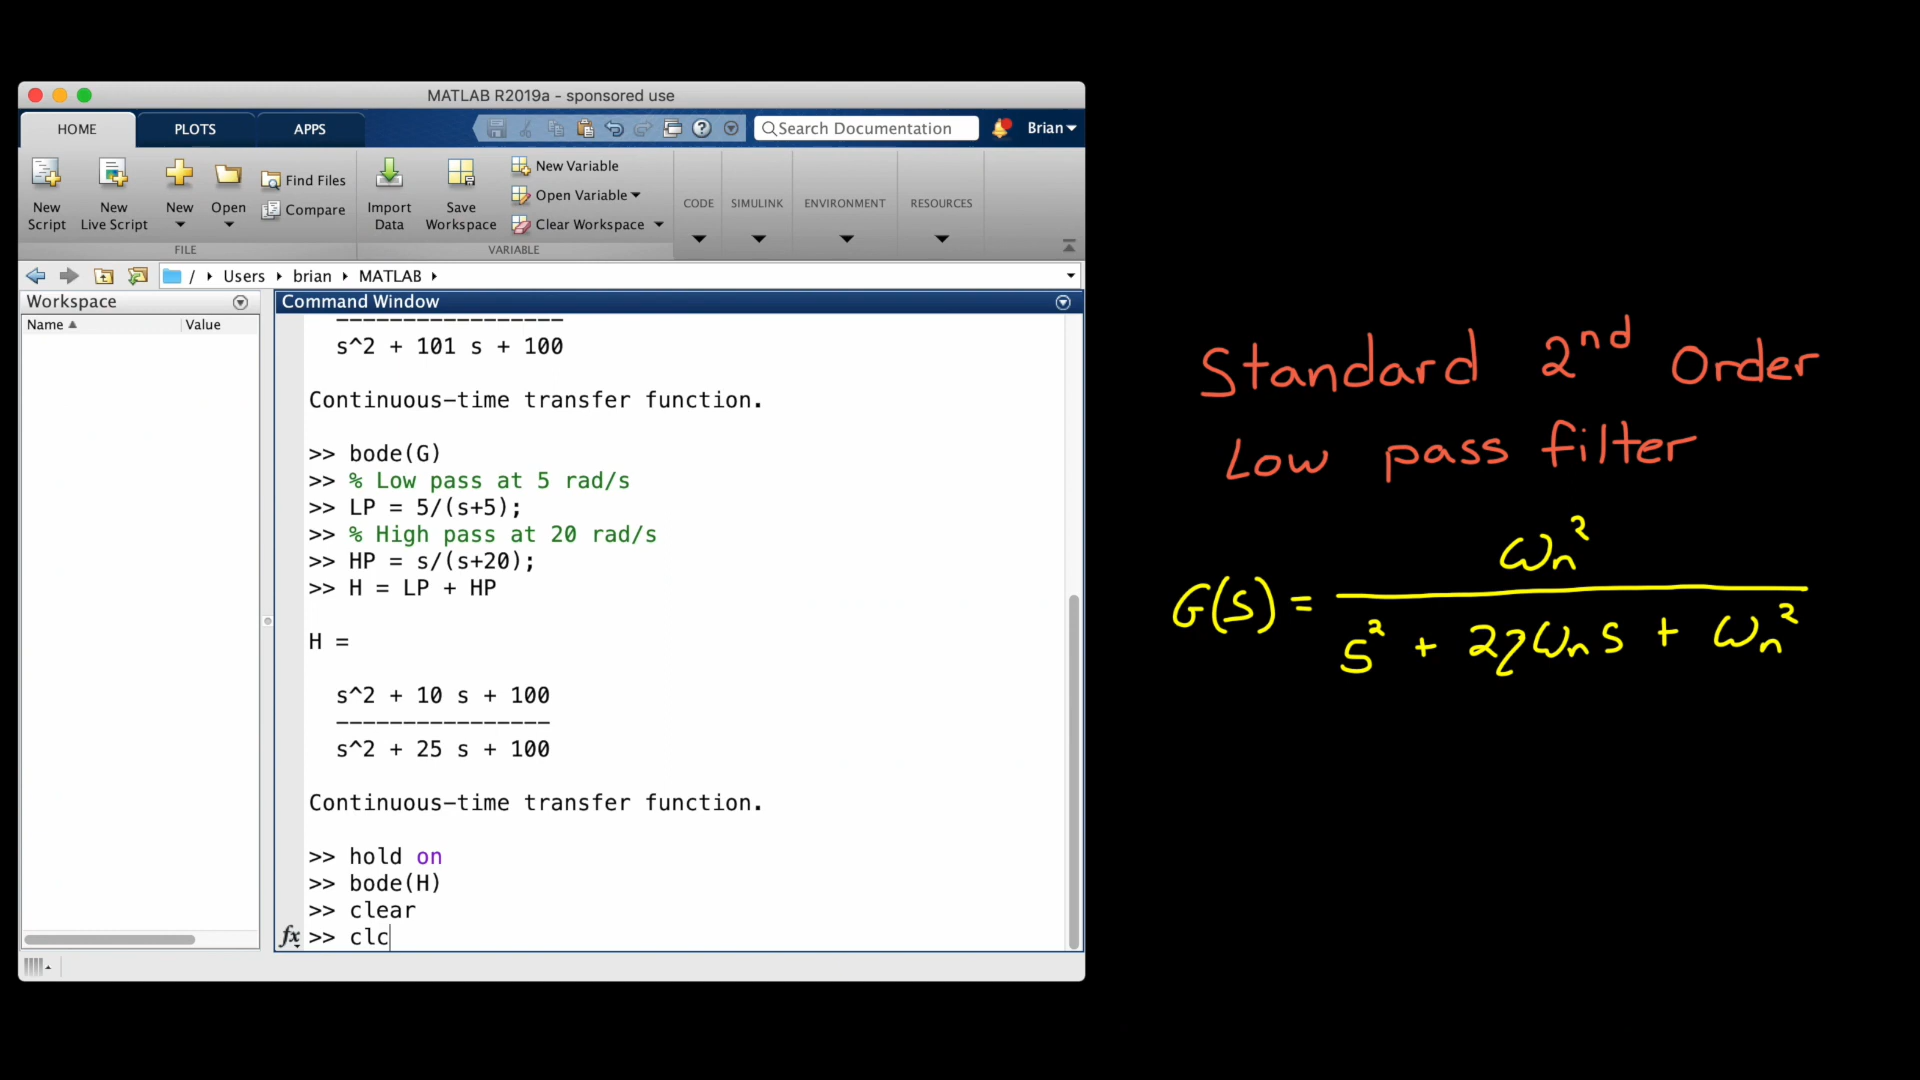 MATLAB R2019a - sponsored use
HOME PLOTS APPS Search Documentation Brian
New Script
New Live Script
New
Open
Find Files
Compare
Import Data
Save Workspace
New Variable
Open Variable
Clear Workspace
CODE SIMULINK ENVIRONMENT RESOURCES
FILE VARIABLE
/ Users brian MATLAB
Workspace
Name Value
Command Window
-----------------
s^2 + 101 s + 100
Continuous-time transfer function.
>> bode(G)
>> % Low pass at 5 rad/s
>> LP = 5/(s+5);
>> % High pass at 20 rad/s
>> HP = s/(s+20);
>> H = LP + HP
H =
s^2 + 10 s + 100
----------------
s^2 + 25 s + 100
Continuous-time transfer function.
>> hold on
>> bode(H)
>> clear
fx >> clc
Standard 2nd Order
Low pass filter
ωn²
G(s) =
s² + 2ζωn s + ωn²